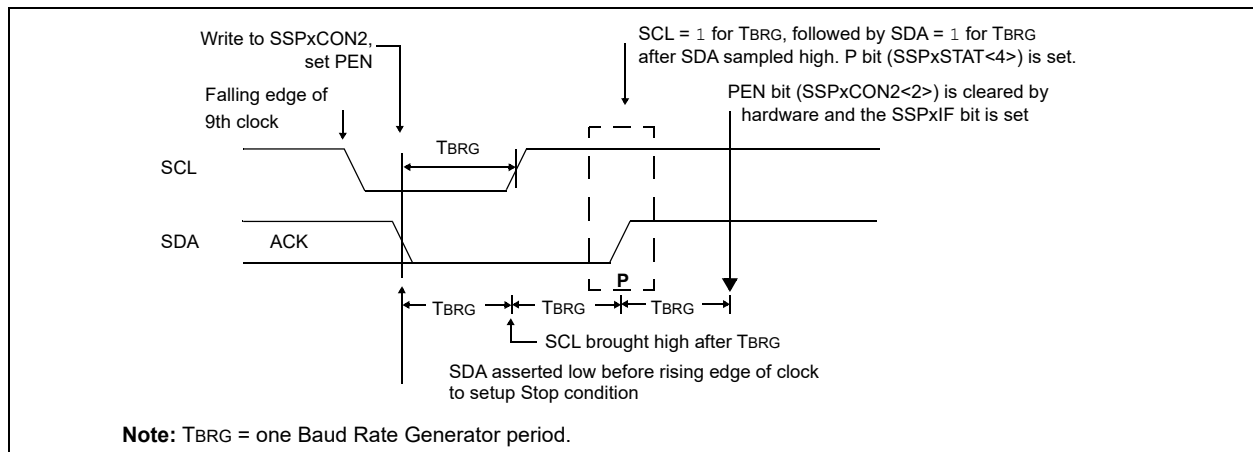 Write to SSPxCON2,
set PEN
SCL = 1 for TBRG, followed by SDA = 1 for TBRG
after SDA sampled high. P bit (SSPxSTAT<4>) is set.
Falling edge of
9th clock
PEN bit (SSPxCON2<2>) is cleared by
hardware and the SSPxIF bit is set
TBRG
SCL
SDA
ACK
P
TBRG
TBRG
TBRG
SCL brought high after TBRG
SDA asserted low before rising edge of clock
to setup Stop condition
Note: TBRG = one Baud Rate Generator period.